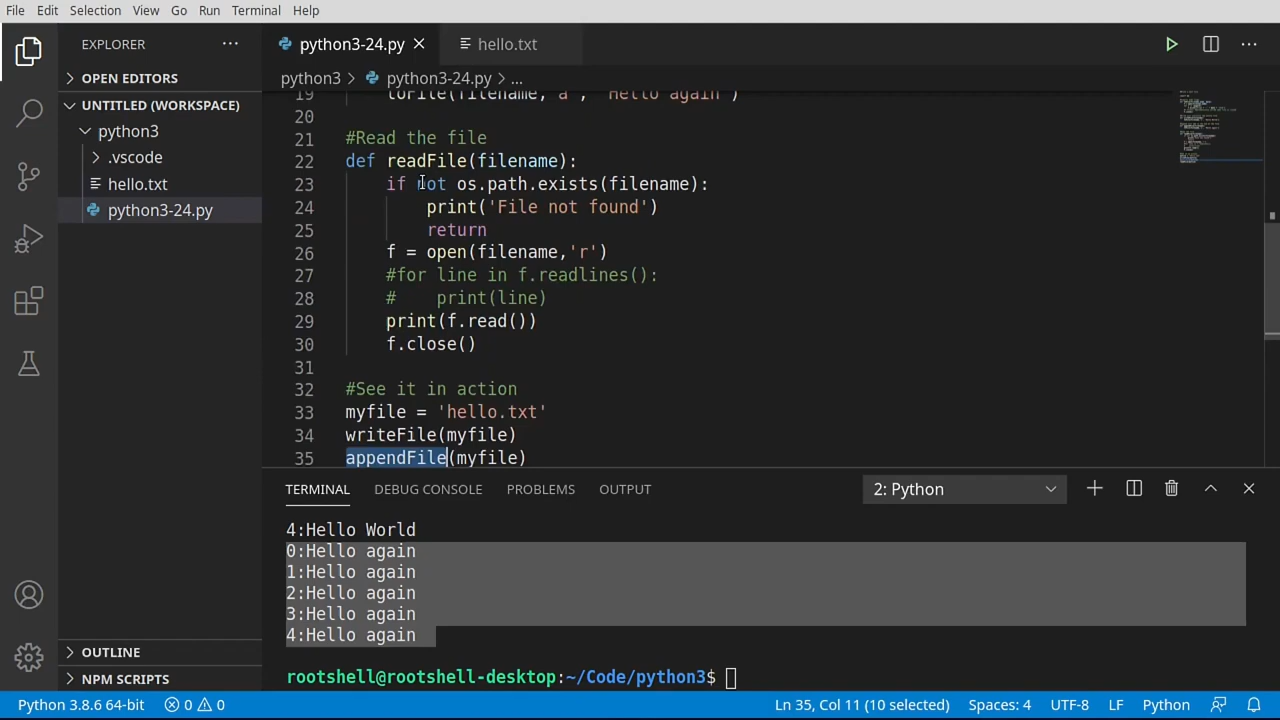 File Edit Selection View Go Run Terminal Help
EXPLORER ...
OPEN EDITORS
UNTITLED (WORKSPACE)
python3
.vscode
hello.txt
python3-24.py
OUTLINE
NPM SCRIPTS
python3-24.py hello.txt
python3 > python3-24.py > ...
19 toFile(filename,'a', 'Hello again')
20
21 #Read the file
22 def readFile(filename):
23 if not os.path.exists(filename):
24 print('File not found')
25 return
26 f = open(filename,'r')
27 #for line in f.readlines():
28 # print(line)
29 print(f.read())
30 f.close()
31
32 #See it in action
33 myfile = 'hello.txt'
34 writeFile(myfile)
35 appendFile(myfile)
TERMINAL DEBUG CONSOLE PROBLEMS OUTPUT 2: Python
4:Hello World
0:Hello again
1:Hello again
2:Hello again
3:Hello again
4:Hello again
rootshell@rootshell-desktop:~/Code/python3$
Python 3.8.6 64-bit 0 0 Ln 35, Col 11 (10 selected) Spaces: 4 UTF-8 LF Python